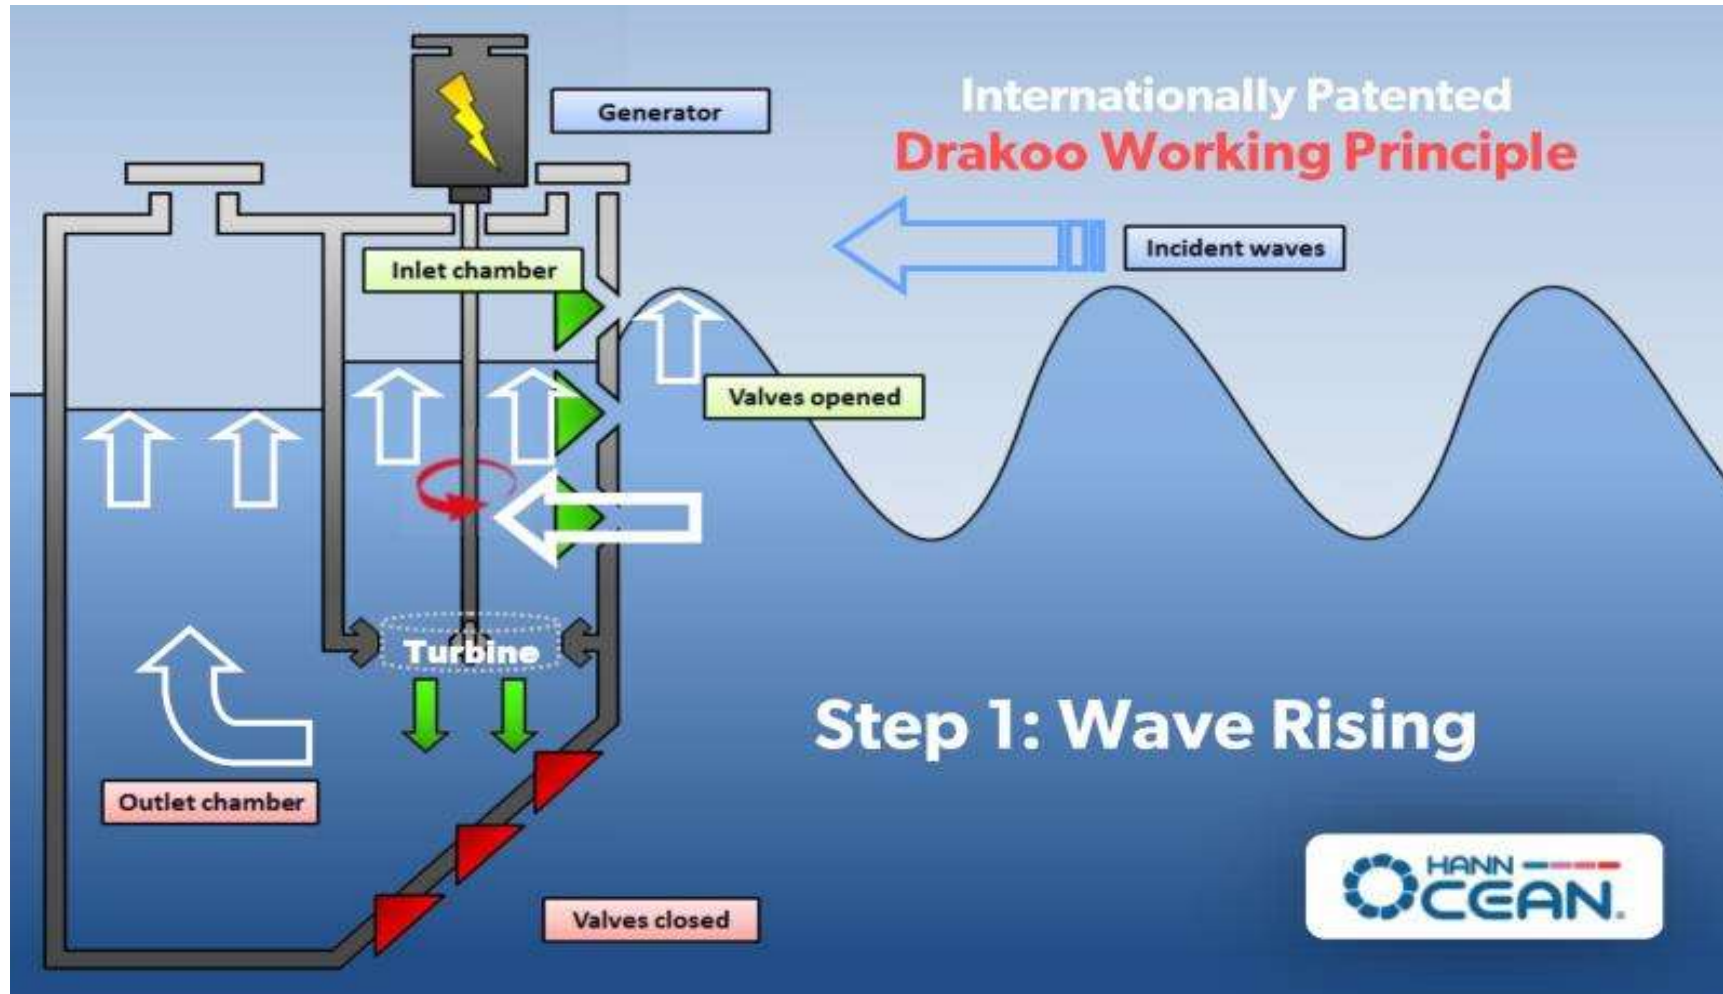 Generator
Internationally Patented
Drakoo Working Principle
Incident waves
Inlet chamber
Valves opened
Turbine
Step 1: Wave Rising
Outlet chamber
Valves closed
HANN
OCEAN.